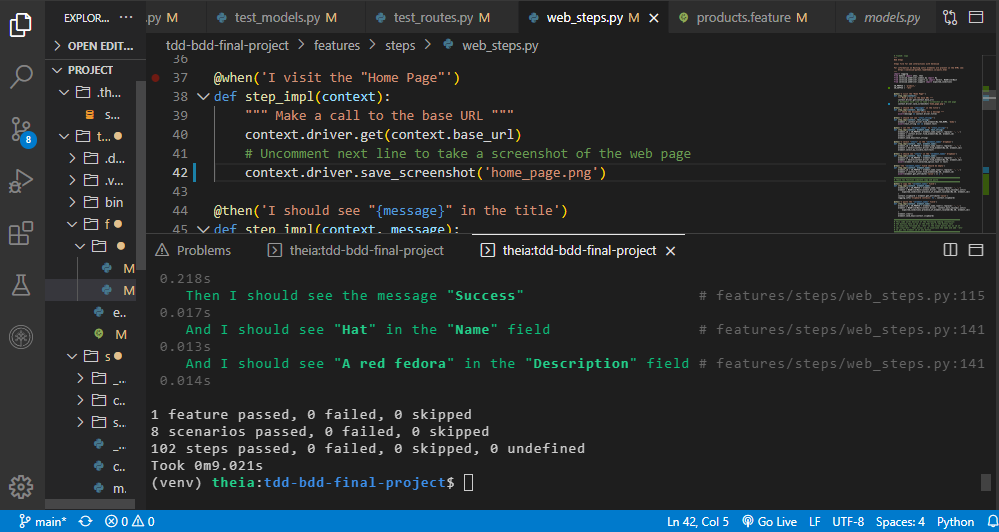 EXPLOR... ···
.py M
test_models.py M
test_routes.py M
web_steps.py M
products.feature M
models.py
OPEN EDIT...
PROJECT
.th...
s...
t...
.d...
.v...
bin
f
M
M
e..
M
s
_...
c..
s...
_...
c..
m.
8
tdd-bdd-final-project > features > steps > web_steps.py
36
37 @when('I visit the "Home Page"')
38 def step_impl(context):
39 """ Make a call to the base URL """
40 context.driver.get(context.base_url)
41 # Uncomment next line to take a screenshot of the web page
42 context.driver.save_screenshot('home_page.png')
43
44 @then('I should see "{message}" in the title')
45 def step_impl(context, message):
Problems
theia:tdd-bdd-final-project
theia:tdd-bdd-final-project
0.218s
Then I should see the message "Success" # features/steps/web_steps.py:115
0.017s
And I should see "Hat" in the "Name" field # features/steps/web_steps.py:141
0.013s
And I should see "A red fedora" in the "Description" field # features/steps/web_steps.py:141
0.014s
1 feature passed, 0 failed, 0 skipped
8 scenarios passed, 0 failed, 0 skipped
102 steps passed, 0 failed, 0 skipped, 0 undefined
Took 0m9.021s
(venv) theia:tdd-bdd-final-project$
main* 0 0 Ln 42, Col 5 Go Live LF UTF-8 Spaces: 4 Python